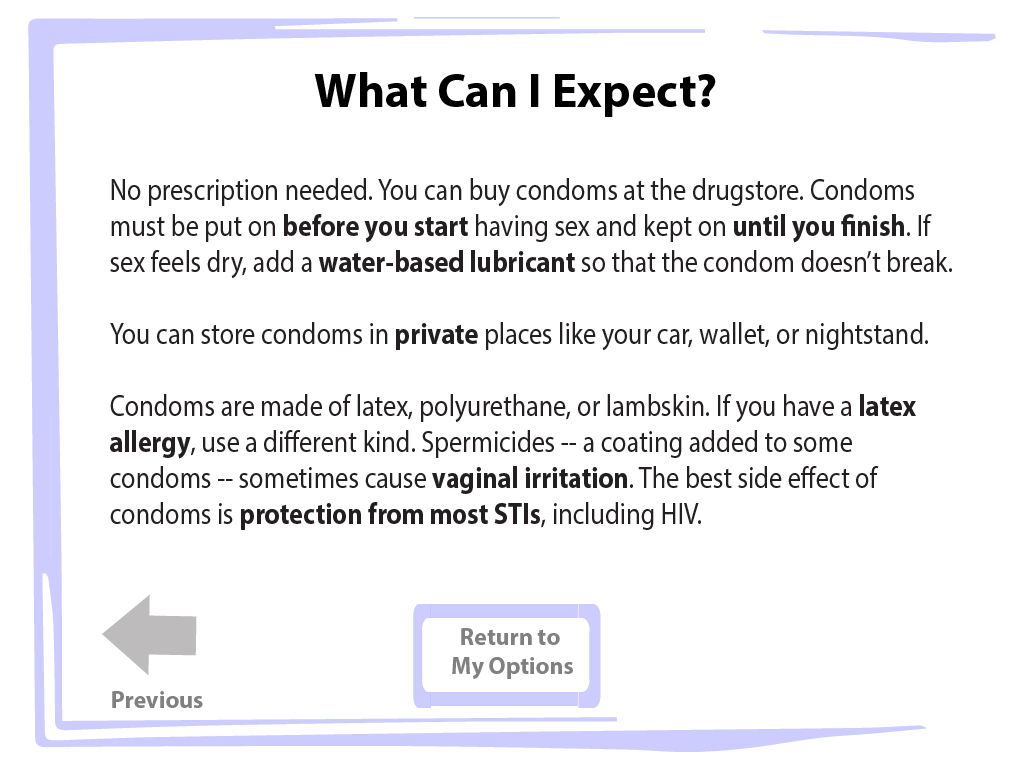 What Can I Expect?
No prescription needed. You can buy condoms at the drugstore. Condoms
must be put on before you start having sex and kept on until you finish. If
sex feels dry, add a water-based lubricant so that the condom doesn’t break.
You can store condoms in private places like your car, wallet, or nightstand.
Condoms are made of latex, polyurethane, or lambskin. If you have a latex
allergy, use a different kind. Spermicides -- a coating added to some
condoms -- sometimes cause vaginal irritation. The best side effect of
condoms is protection from most STIs, including HIV.
Return to
My Options
Previous